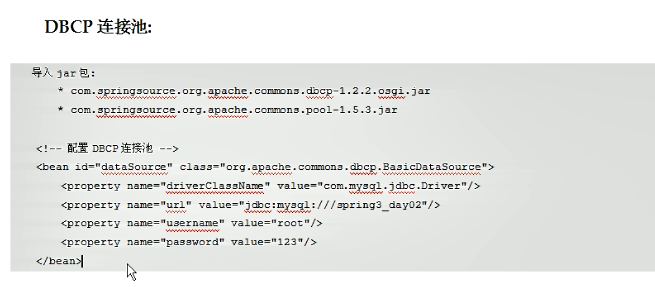 DBCP 连接池:
导入 jar 包:
* com.springsource.org.apache.commons.dbcp-1.2.2.osgi.jar
* com.springsource.org.apache.commons.pool-1.5.3.jar
<!-- 配置 DBCP 连接池 -->
<bean id="dataSource" class="org.apache.commons.dbcp.BasicDataSource">
<property name="driverClassName" value="com.mysql.jdbc.Driver"/>
<property name="url" value="jdbc:mysql:///spring3_day02"/>
<property name="username" value="root"/>
<property name="password" value="123"/>
</bean>